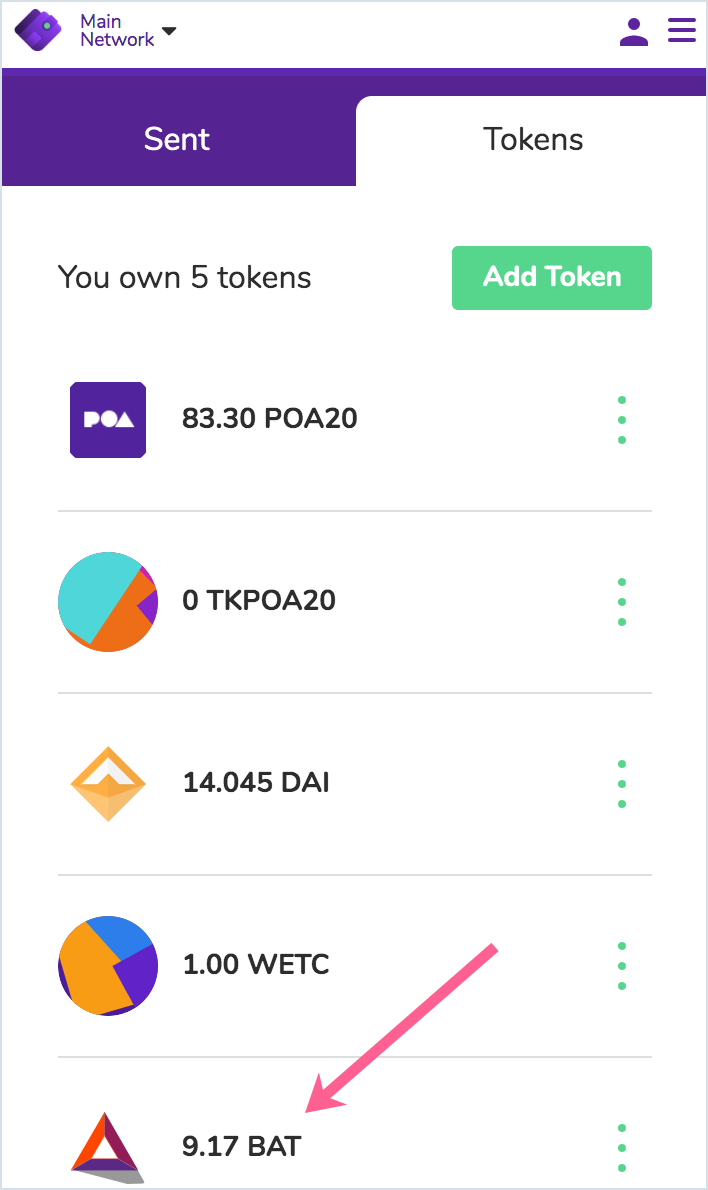 Main
Network
Sent
Tokens
You own 5 tokens
Add Token
POA
83.30 POA20
0 TKPOA20
14.045 DAI
1.00 WETC
9.17 BAT